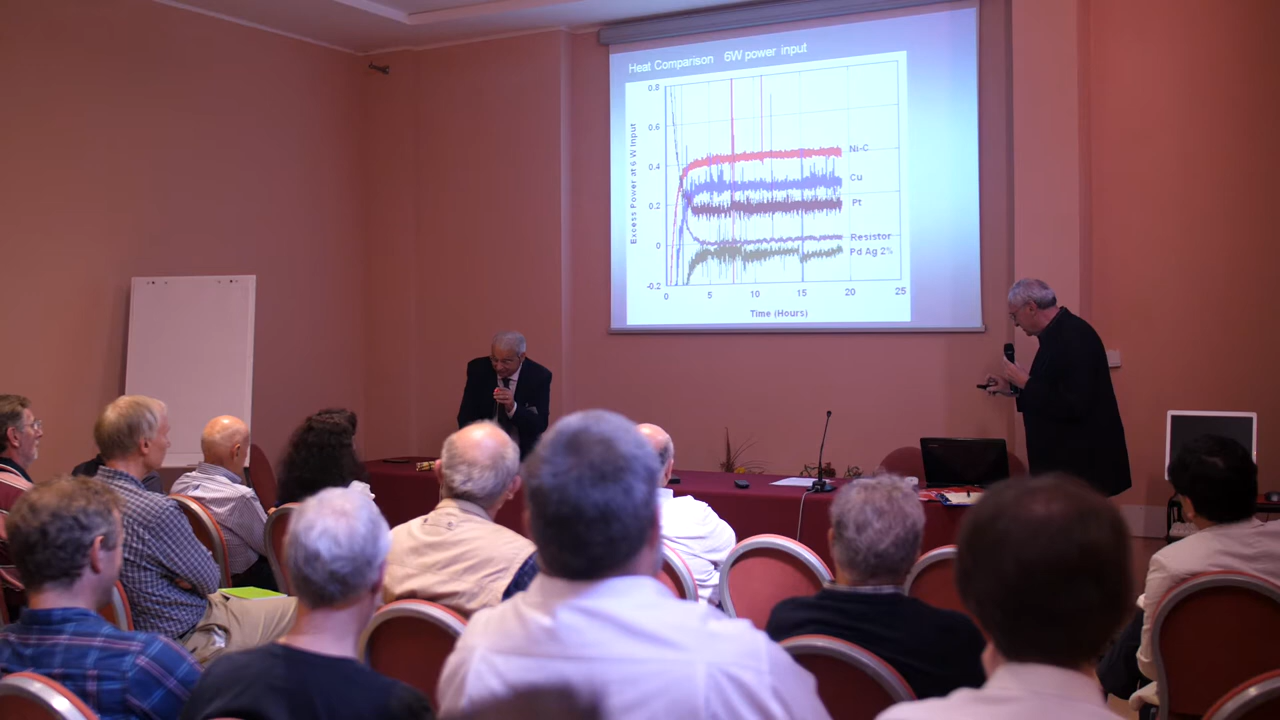 Heat Comparison 6W power input
Excess Power at 6 W Input
0.8
0.6
0.4
0.2
0
-0.2
Ni-C
Cu
Pt
Resistor
Pd Ag 2%
0 5 10 15 20 25
Time (Hours)